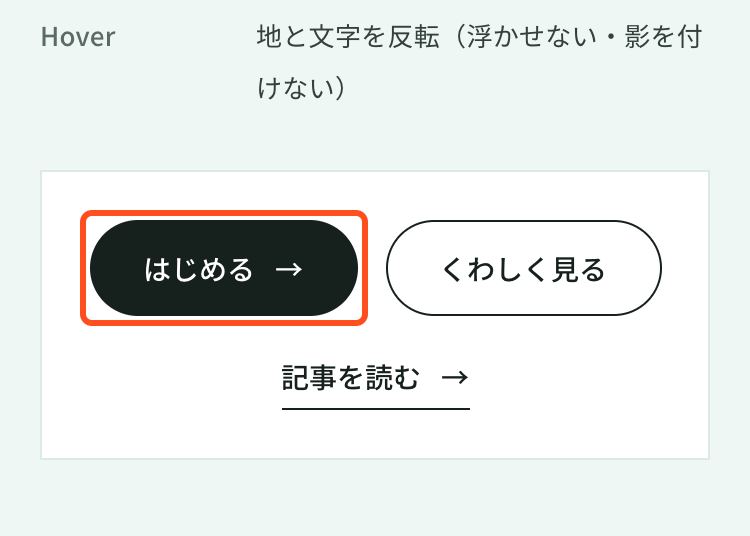 Hover
地と文字を反転（浮かせない・影を付
けない）
はじめる →
くわしく見る
記事を読む →